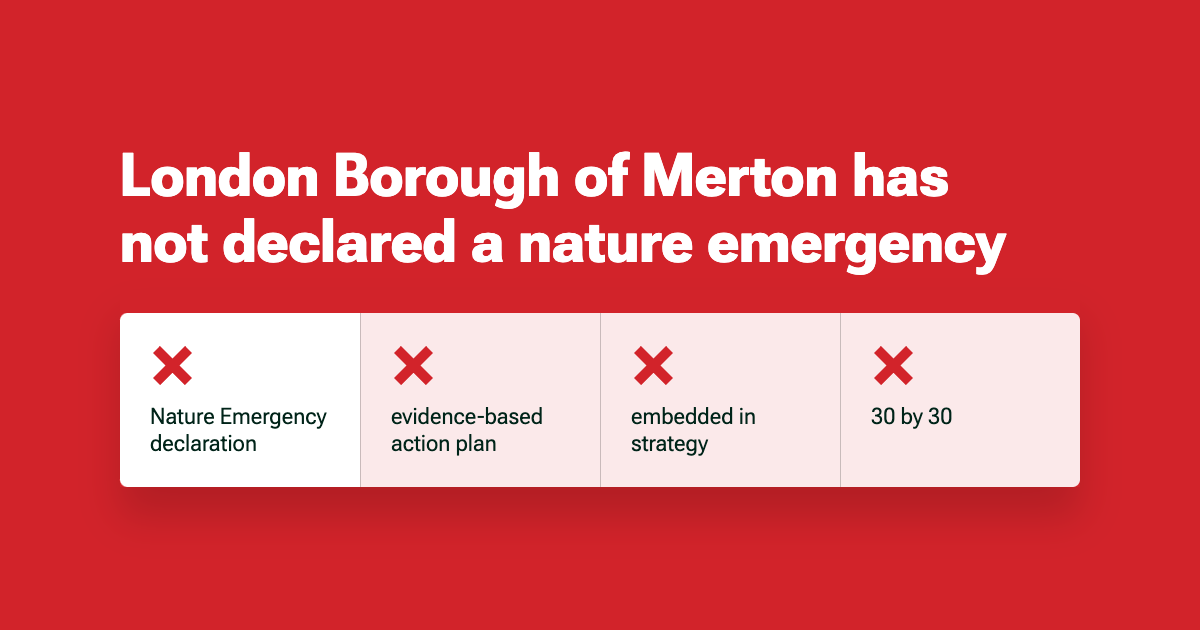 London Borough of Merton has
not declared a nature emergency
Nature Emergency
declaration
evidence-based
action plan
embedded in
strategy
30 by 30